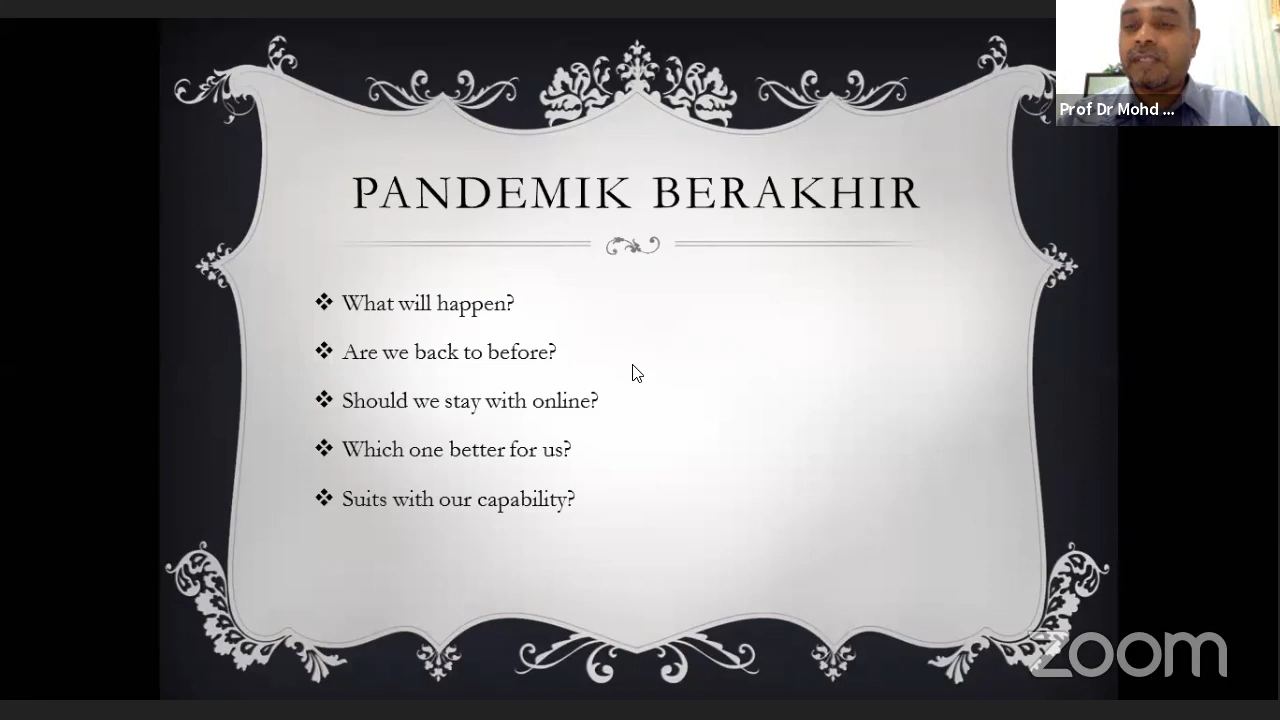 Prof Dr Mohd ...
PANDEMIK BERAKHIR
What will happen?
Are we back to before?
Should we stay with online?
Which one better for us?
Suits with our capability?
zoom